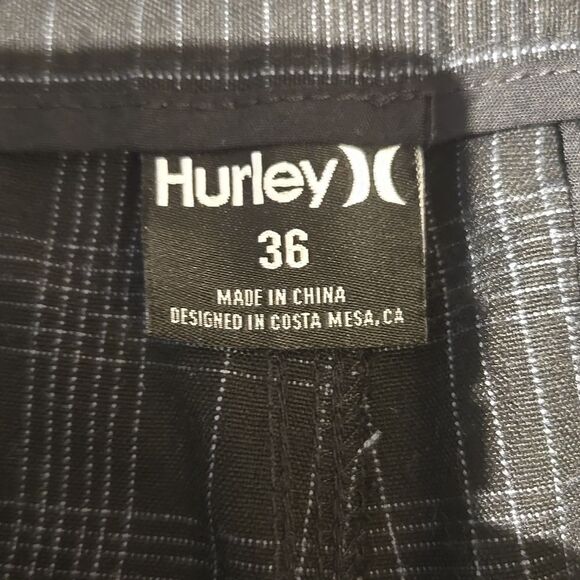 Hurley
36
MADE IN CHINA
DESIGNED IN COSTA MESA, CA